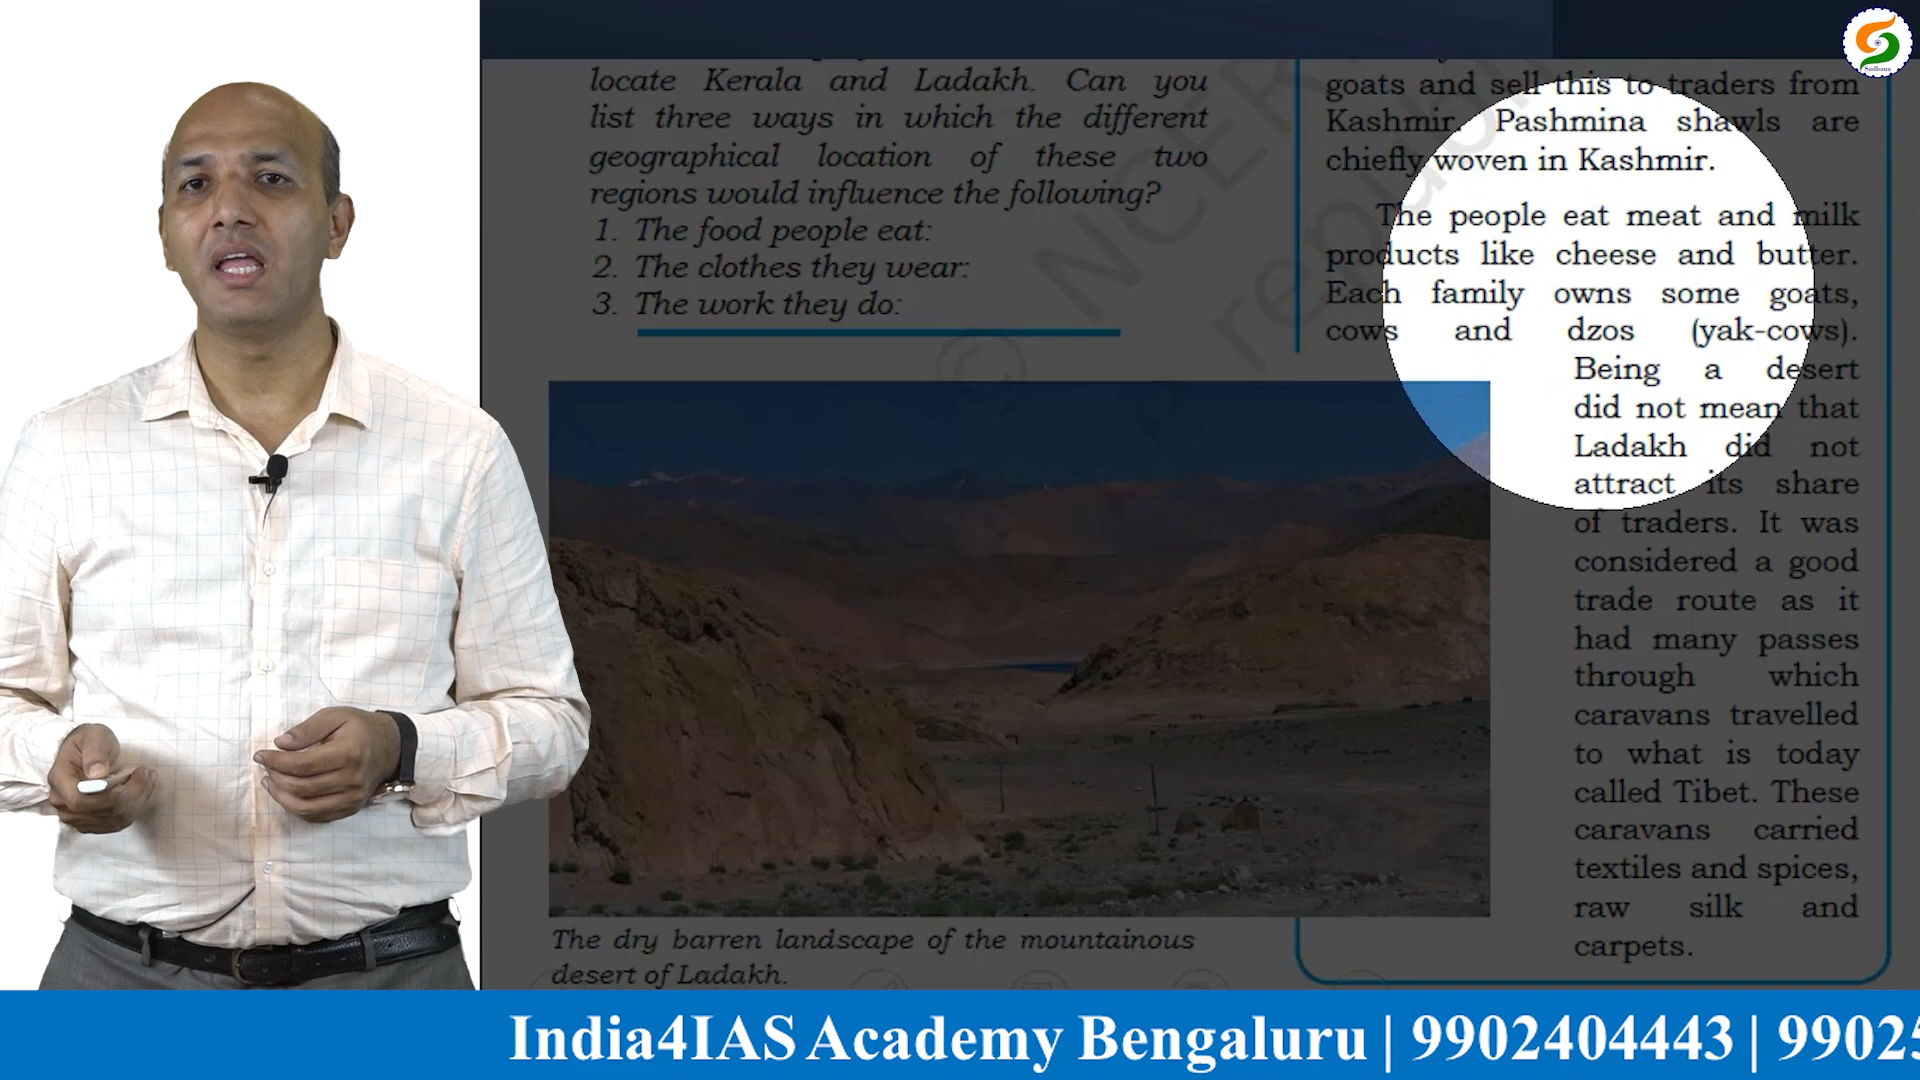 locate Kerala and Ladakh. Can you
list three ways in which the different
geographical location of these two
regions would influence the following?
1. The food people eat:
2. The clothes they wear:
3. The work they do:
The dry barren landscape of the mountainous
desert of Ladakh.
goats and sell this to traders from
Kashmir. Pashmina shawls are
chiefly woven in Kashmir.
The people eat meat and milk
products like cheese and butter.
Each family owns some goats,
cows and dzos (yak-cows).
Being a desert
did not mean that
Ladakh did not
attract its share
of traders. It was
considered a good
trade route as it
had many passes
through which
caravans travelled
to what is today
called Tibet. These
caravans carried
textiles and spices,
raw silk and
carpets.
Sadhana
India4IAS Academy Bengaluru | 9902404443 | 9902